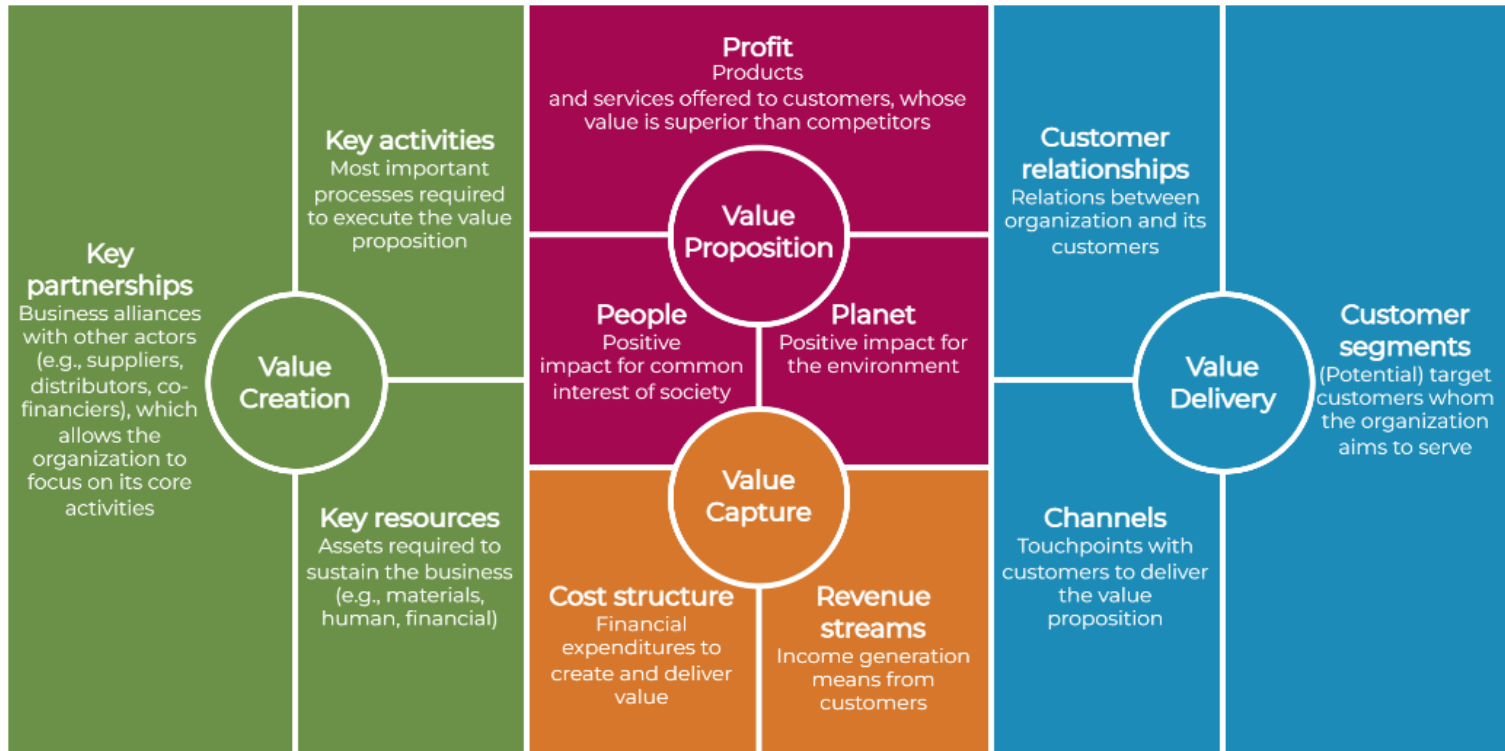 Key
partnerships
Business alliances
with other actors
(e.g., suppliers,
distributors, co-
financiers), which
allows the
organization to
focus on its core
activities
Key activities
Most important
processes required
to execute the value
proposition
Value
Creation
Key resources
Assets required to
sustain the business
(e.g., materials,
human, financial)
Profit
Products
and services offered to customers, whose
value is superior than competitors
Value
Proposition
People
Positive
impact for common
interest of society
Planet
Positive impact for
the environment
Value
Capture
Cost structure
Financial
expenditures to
create and deliver
value
Revenue
streams
Income generation
means from
customers
Customer
relationships
Relations between
organization and its
customers
Value
Delivery
Channels
Touchpoints with
customers to deliver
the value
proposition
Customer
segments
(Potential) target
customers whom
the organization
aims to serve